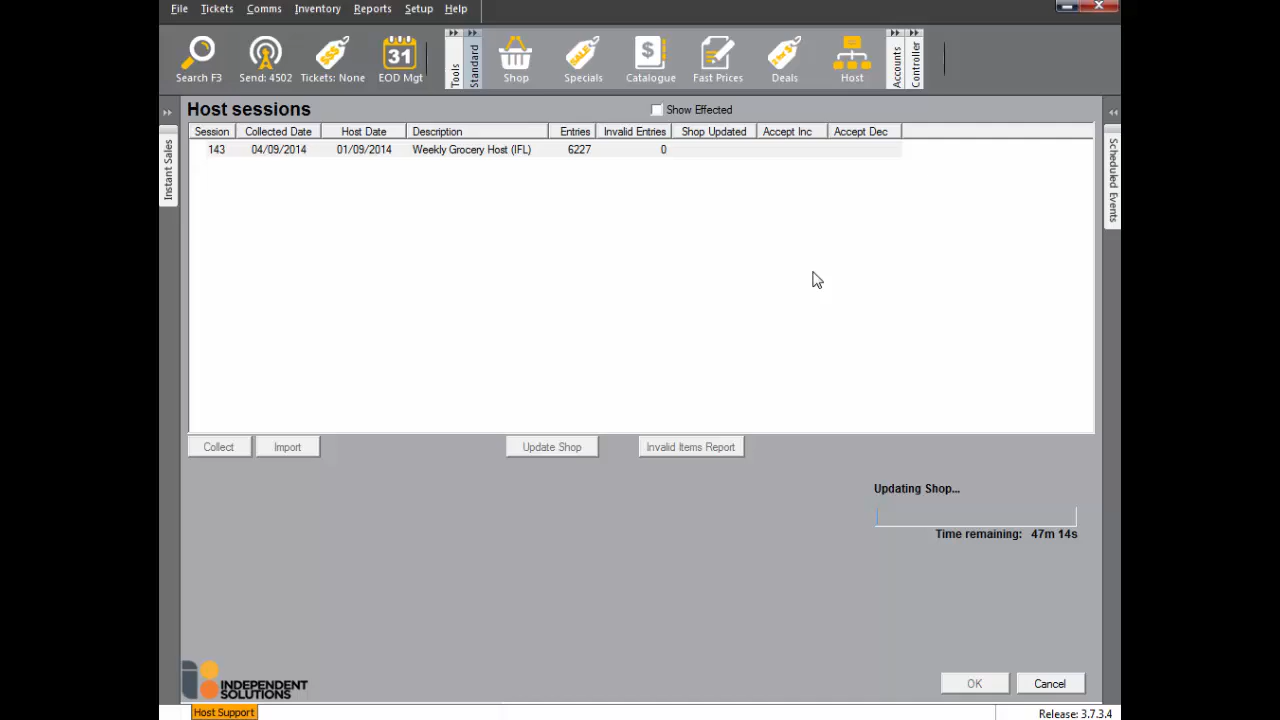 File Tickets Comms Inventory Reports Setup Help
Search F3 Send: 4502 Tickets: None 31 EOD Mgt Tools Standard Shop SALE Specials $ Catalogue Fast Prices 2 for $ Deals Host Accounts Controller
Host sessions Show Effected
Session Collected Date Host Date Description Entries Invalid Entries Shop Updated Accept Inc Accept Dec
143 04/09/2014 01/09/2014 Weekly Grocery Host (IFL) 6227 0
Instant Sales
Scheduled Events
Collect Import Update Shop Invalid Items Report
Updating Shop...
Time remaining: 47m 14s
INDEPENDENT
SOLUTIONS
OK Cancel
Host Support Release: 3.7.3.4